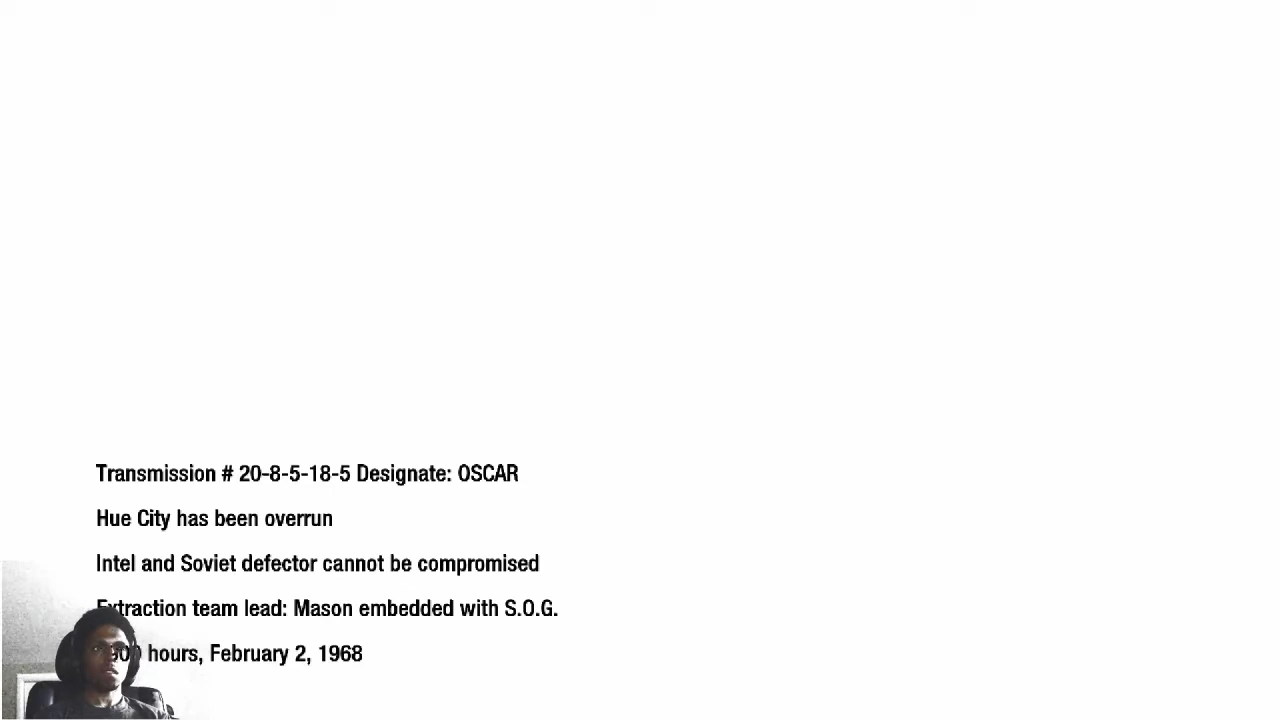 Transmission # 20-8-5-18-5 Designate: OSCAR
Hue City has been overrun
Intel and Soviet defector cannot be compromised
Extraction team lead: Mason embedded with S.O.G.
hours, February 2, 1968